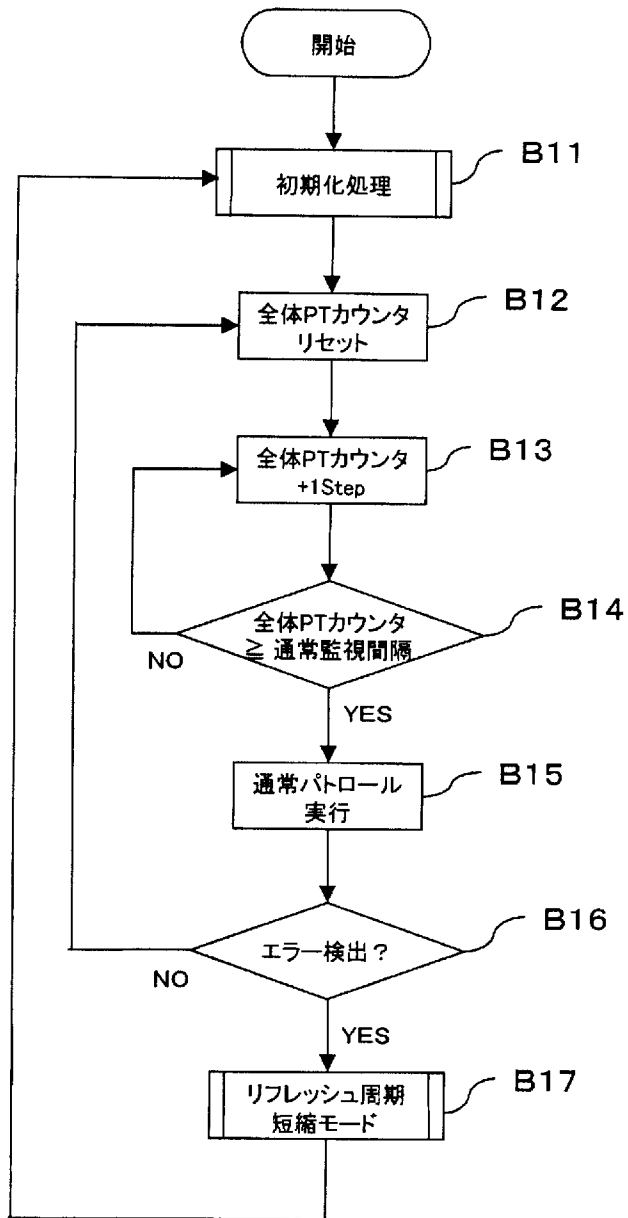 開始
初期化処理
B11
全体PTカウンタ
リセット
B12
全体PTカウンタ
+1Step
B13
全体PTカウンタ
≧ 通常監視間隔
B14
NO
YES
通常パトロール
実行
B15
エラー検出？
B16
NO
YES
リフレッシュ周期
短縮モード
B17